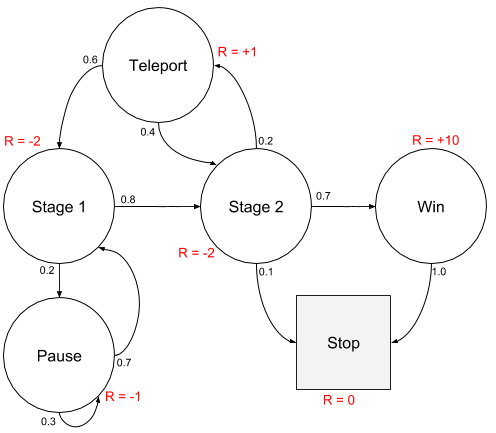 Teleport
R = +1
0.6
0.4
R = -2
0.2
R = +10
Stage 1
0.8
Stage 2
0.7
Win
R = -2
0.2
0.1
1.0
Pause
0.7
Stop
R = -1
0.3
R = 0